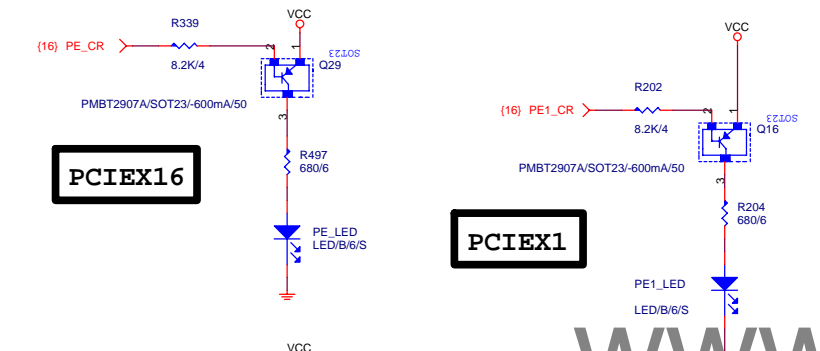 VCC
R339
{16} PE_CR
2
1
SOT23
Q29
8.2K/4
PMBT2907A/SOT23/-600mA/50
3
R497
680/6
PCIEX16
PE_LED
LED/B/6/S
VCC
VCC
R202
{16} PE1_CR
2
1
SOT23
Q16
8.2K/4
PMBT2907A/SOT23/-600mA/50
3
R204
680/6
PCIEX1
PE1_LED
LED/B/6/S